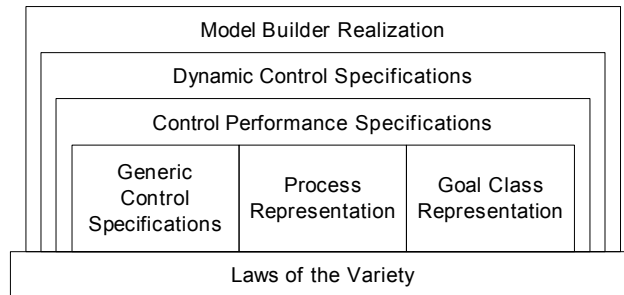 Model Builder Realization
Dynamic Control Specifications
Control Performance Specifications
Generic
Control
Specifications
Process
Representation
Goal Class
Representation
Laws of the Variety